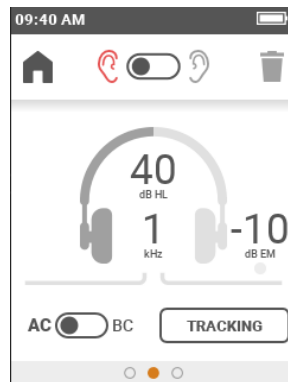 09:40 AM
40
dB HL
1
kHz
-10
dB EM
AC BC
TRACKING